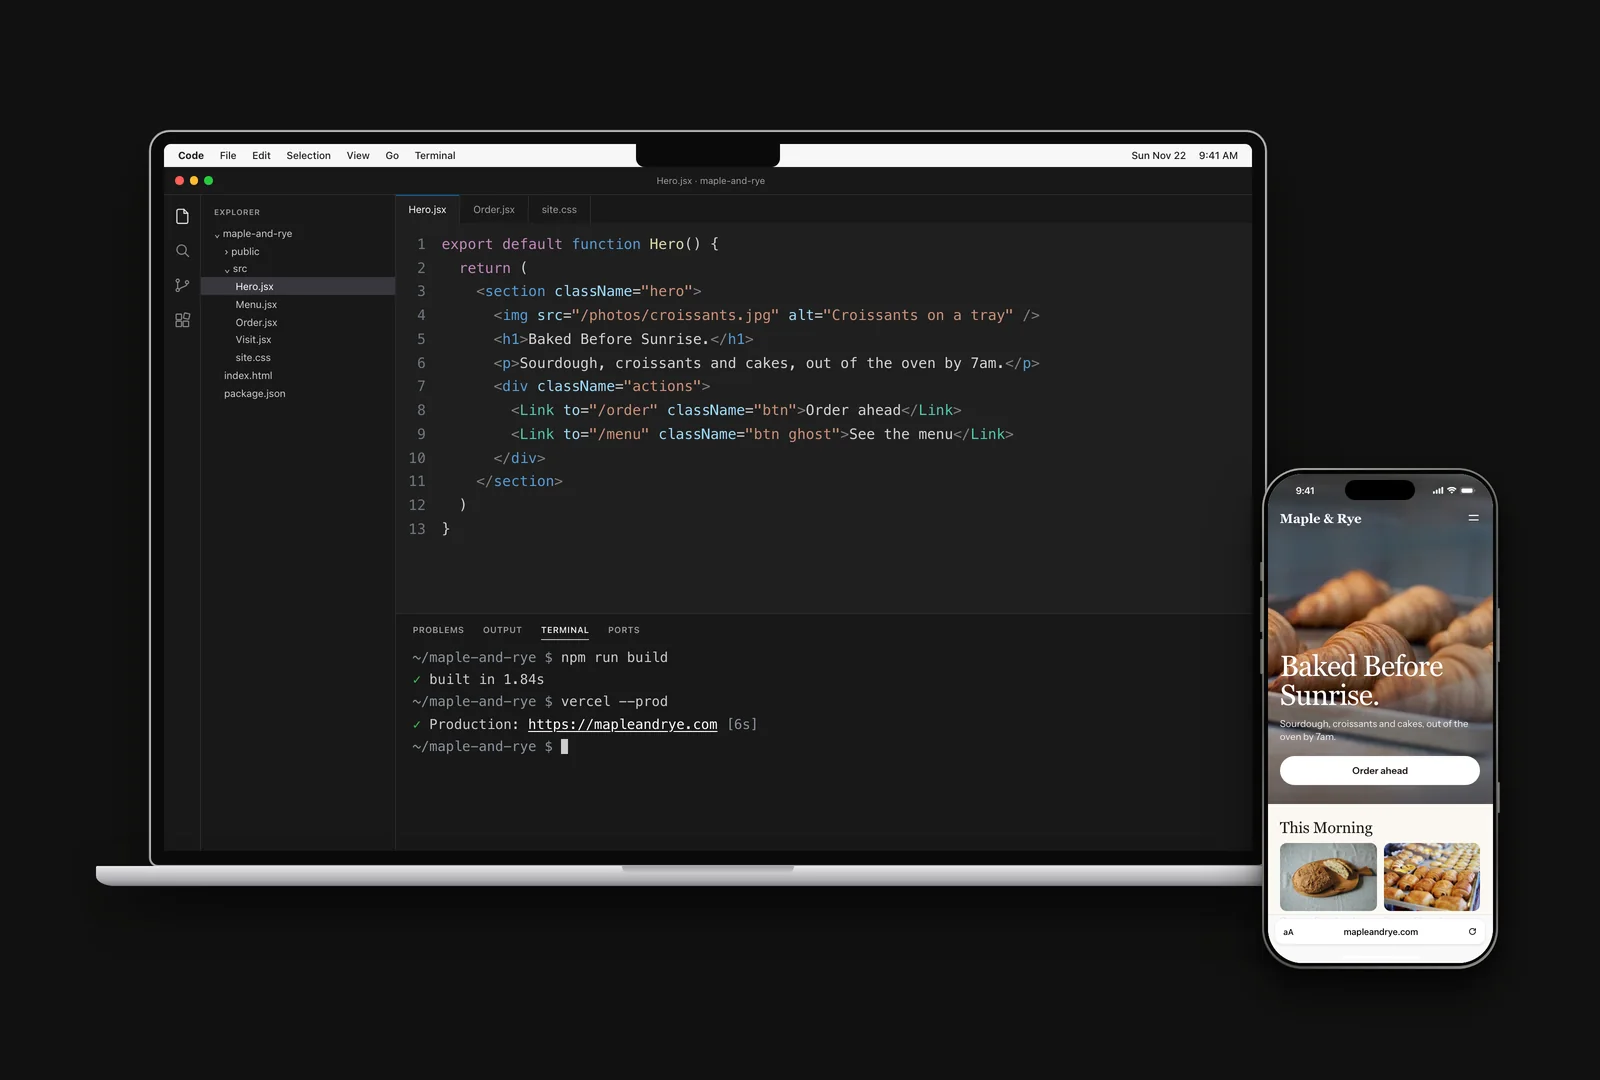 Code File Edit Selection View Go Terminal
Sun Nov 22 9:41 AM
Hero.jsx · maple-and-rye
EXPLORER
maple-and-rye
public
src
Hero.jsx
Menu.jsx
Order.jsx
Visit.jsx
site.css
index.html
package.json
Hero.jsx Order.jsx site.css
1 export default function Hero() {
2 return (
3 <section className="hero">
4 <img src="/photos/croissants.jpg" alt="Croissants on a tray" />
5 <h1>Baked Before Sunrise.</h1>
6 <p>Sourdough, croissants and cakes, out of the oven by 7am.</p>
7 <div className="actions">
8 <Link to="/order" className="btn">Order ahead</Link>
9 <Link to="/menu" className="btn ghost">See the menu</Link>
10 </div>
11 </section>
12 )
13 }
PROBLEMS OUTPUT TERMINAL PORTS
~/maple-and-rye $ npm run build
✓ built in 1.84s
~/maple-and-rye $ vercel --prod
✓ Production: https://mapleandrye.com [6s]
~/maple-and-rye $
9:41
Maple & Rye
Baked Before
Sunrise.
Sourdough, croissants and cakes, out of the
oven by 7am.
Order ahead
This Morning
aA mapleandrye.com